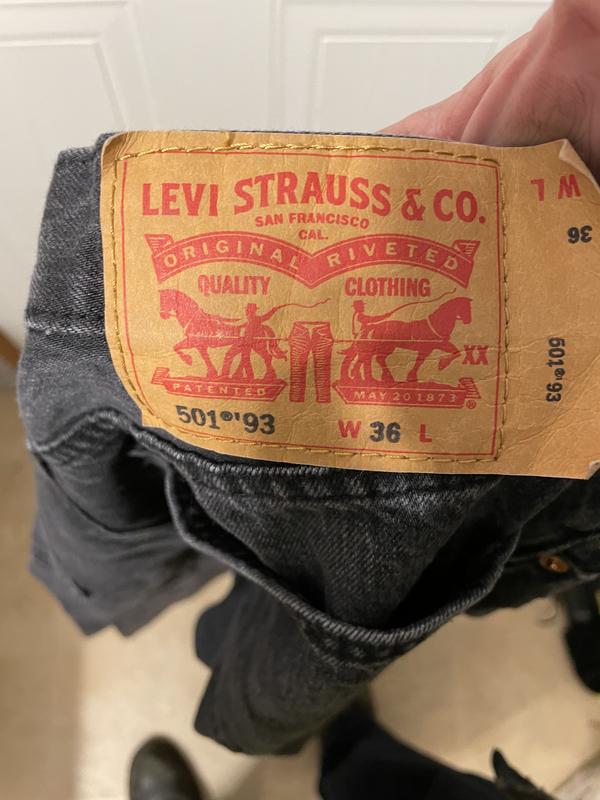 LEVI STRAUSS & CO.
SAN FRANCISCO
CAL.
ORIGINAL RIVETED
QUALITY CLOTHING
XX
PATENTED MAY 20 1873 ®
501®'93 W 36 L
W L
36
501®'93